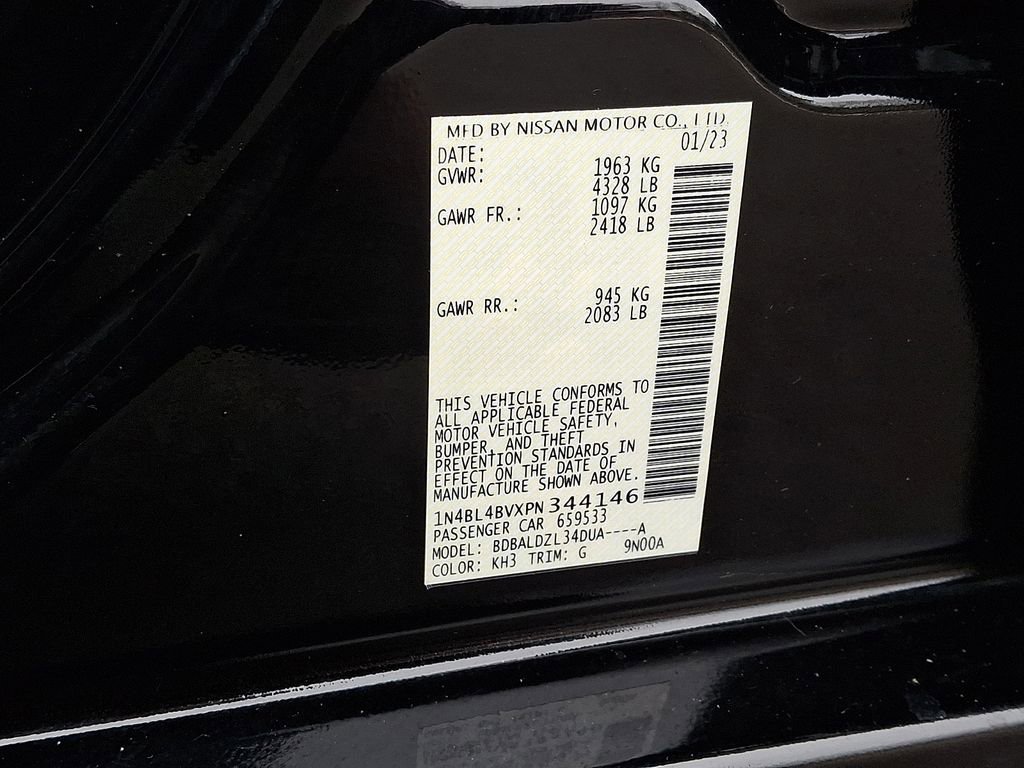 MFD BY NISSAN MOTOR CO., LTD.
DATE: 01/23
GVWR: 1963 KG
4328 LB
GAWR FR.: 1097 KG
2418 LB
GAWR RR.: 945 KG
2083 LB
THIS VEHICLE CONFORMS TO
ALL APPLICABLE FEDERAL
MOTOR VEHICLE SAFETY,
BUMPER, AND THEFT
PREVENTION STANDARDS IN
EFFECT ON THE DATE OF
MANUFACTURE SHOWN ABOVE.
1N4BL4BVXPN344146
PASSENGER CAR 659533
MODEL: BDBALDZL34DUA----A
COLOR: KH3 TRIM: G 9N00A